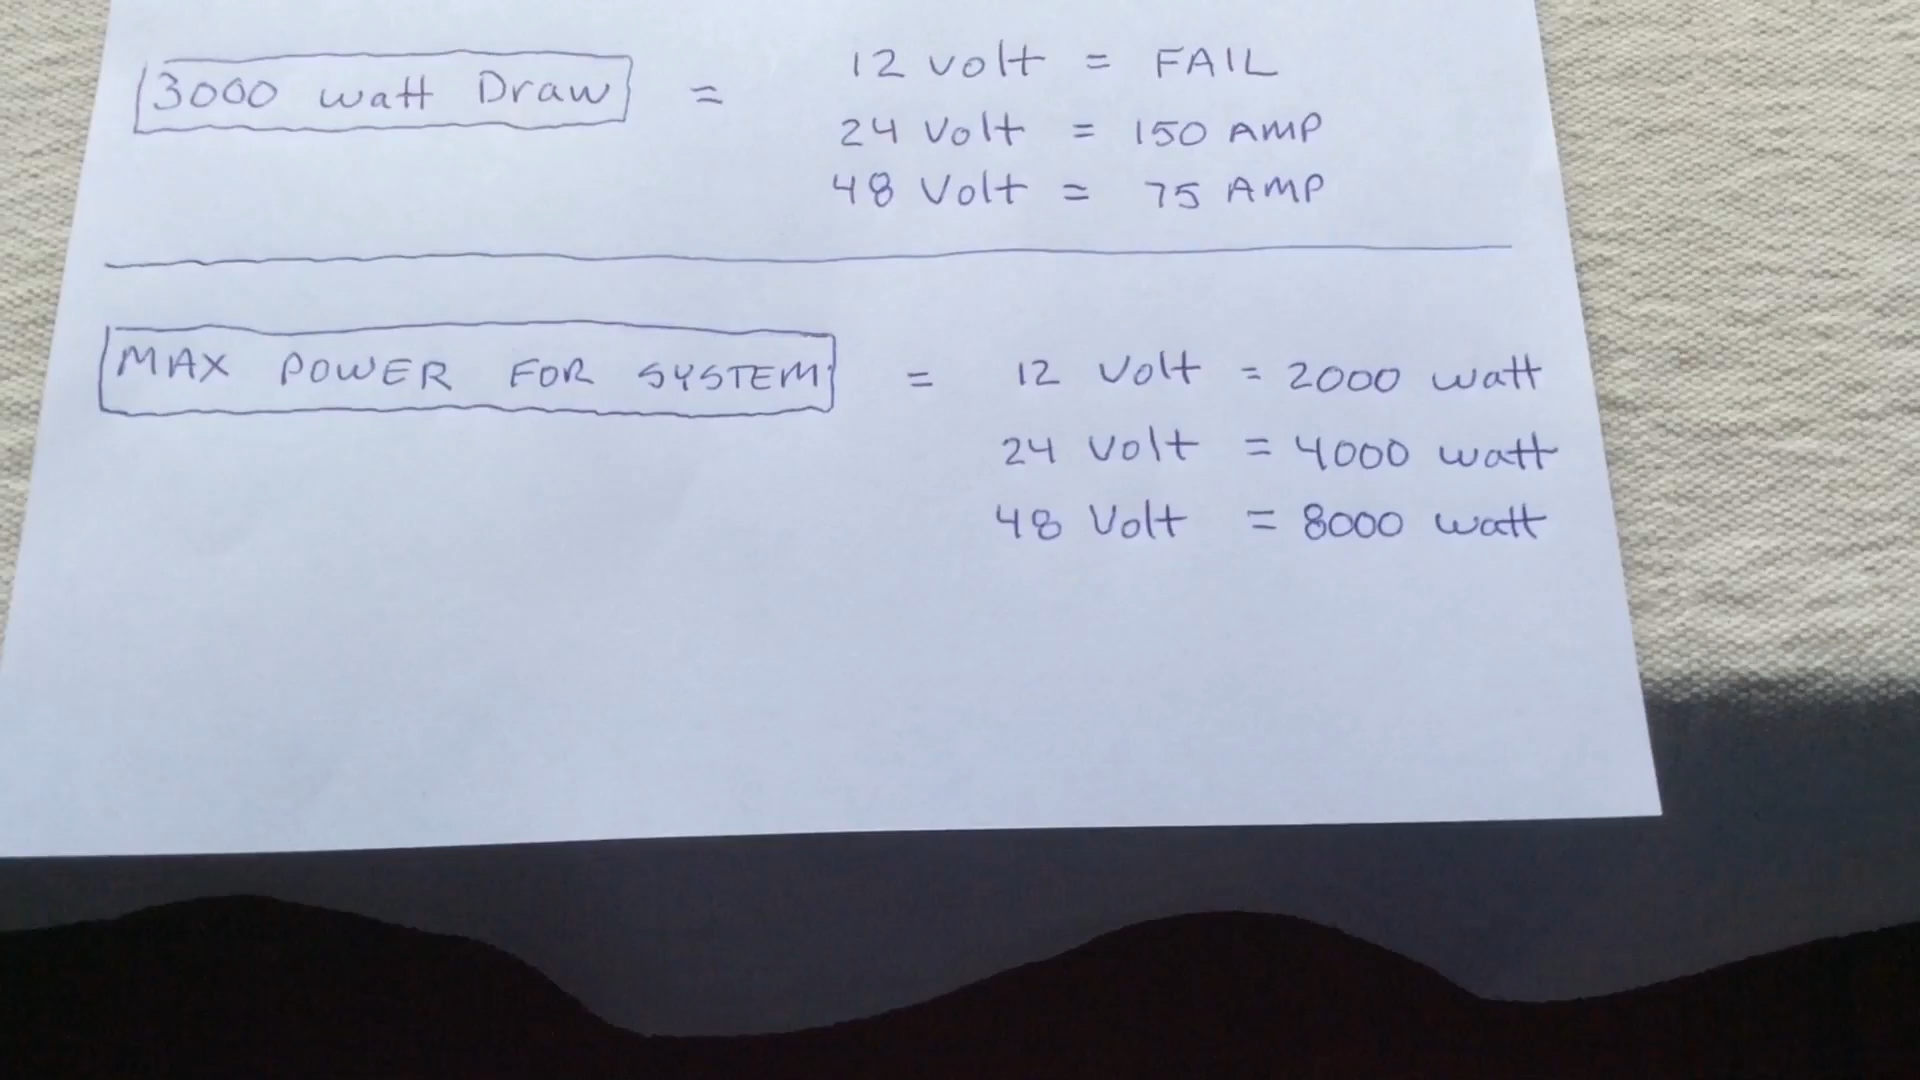 3000 watt Draw = 12 volt = FAIL
24 Volt = 150 AMP
48 Volt = 75 AMP
MAX POWER FOR SYSTEM = 12 Volt = 2000 watt
24 Volt = 4000 watt
48 Volt = 8000 watt